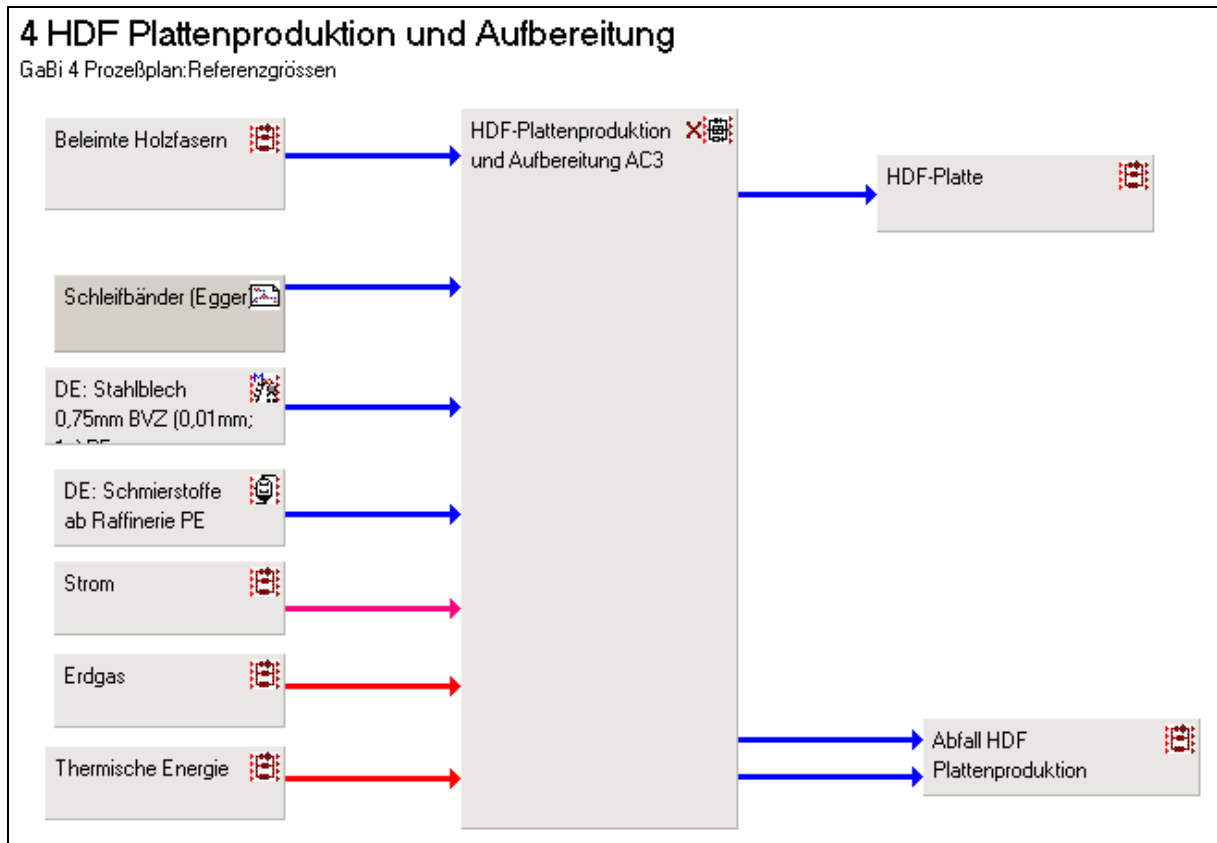 4 HDF Plattenproduktion und Aufbereitung
GaBi 4 Prozeßplan:Referenzgrössen
Beleimte Holzfasern
HDF-Plattenproduktion
und Aufbereitung AC3
HDF-Platte
Schleifbänder (Egger)
DE: Stahlblech
0,75mm BVZ (0,01mm;
DE: Schmierstoffe
ab Raffinerie PE
Strom
Erdgas
Thermische Energie
Abfall HDF
Plattenproduktion